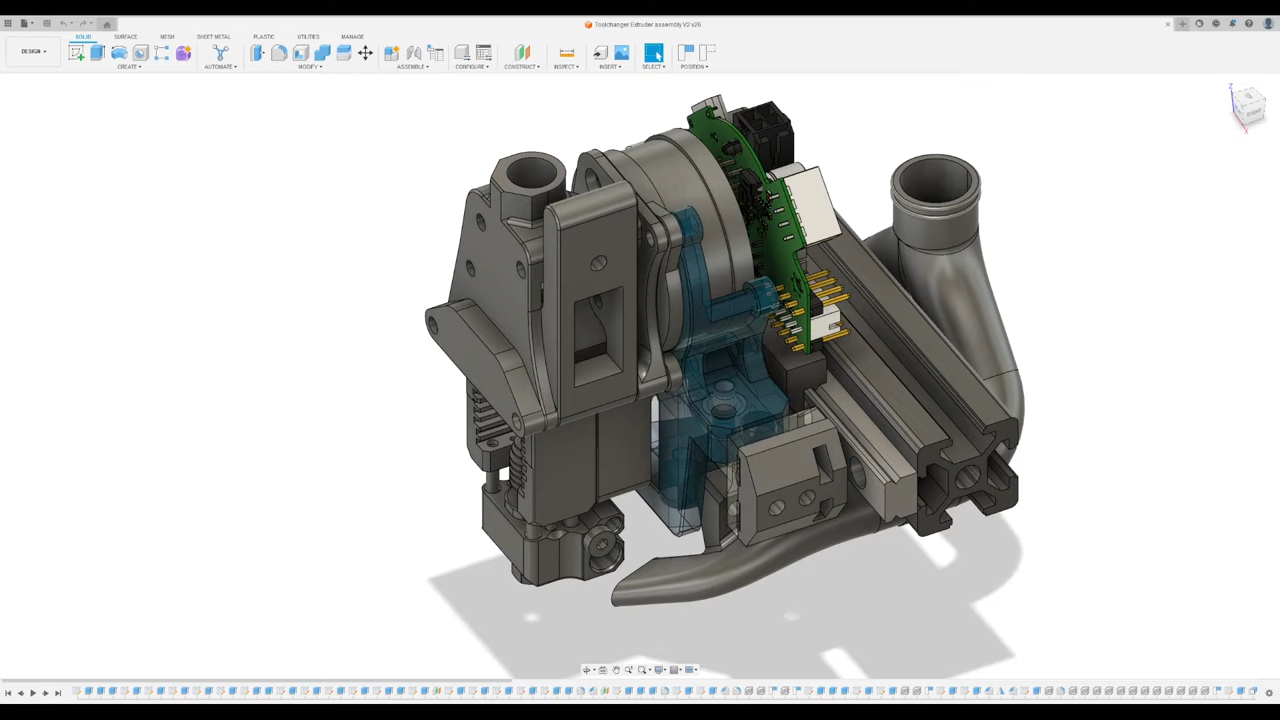 Toolchanger Extruder assembly V2 v26
DESIGN
SOLID SURFACE MESH SHEET METAL PLASTIC UTILITIES MANAGE
CREATE AUTOMATE MODIFY ASSEMBLE CONFIGURE CONSTRUCT INSPECT INSERT SELECT POSITION
Z
X